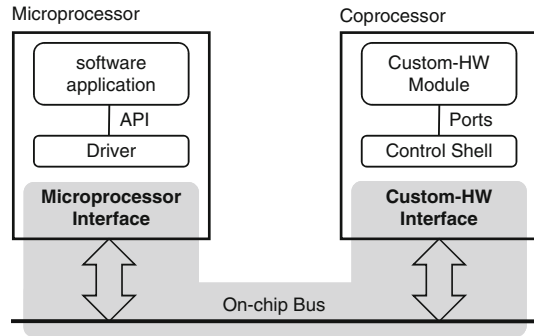 Microprocessor
software
application
API
Driver
Microprocessor
Interface
Coprocessor
Custom-HW
Module
Ports
Control Shell
Custom-HW
Interface
On-chip Bus